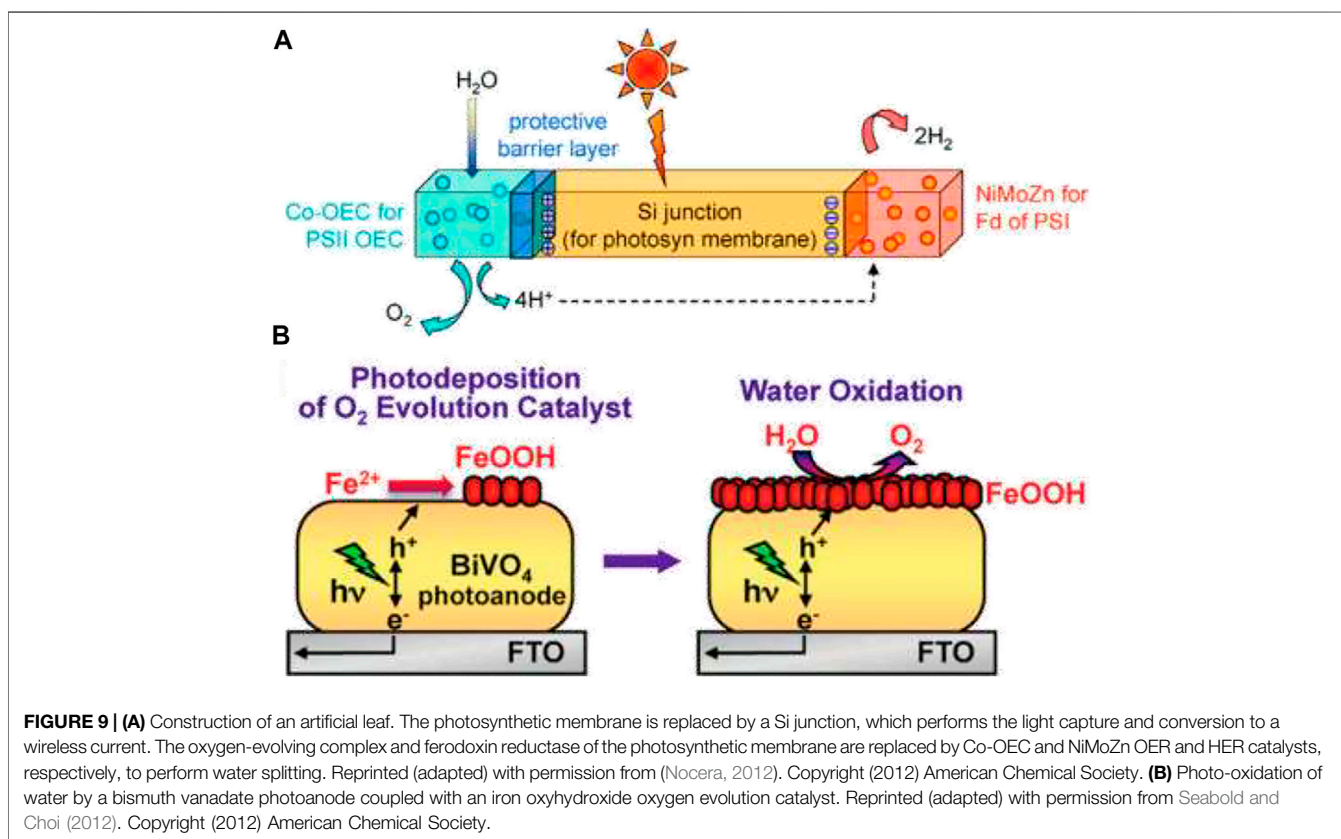 A
H₂O
protective
barrier layer
2H₂
Co-OEC for
PSII OEC
Si junction
(for photosyn membrane)
NiMoZn for
Fd of PSI
O₂
4H⁺
B
Photodeposition
of O₂ Evolution Catalyst
Fe²⁺
FeOOH
h⁺
hν
BiVO₄
photoanode
e⁻
FTO
Water Oxidation
H₂O
O₂
FeOOH
h⁺
hν
e⁻
FTO
FIGURE 9 | (A) Construction of an artificial leaf. The photosynthetic membrane is replaced by a Si junction, which performs the light capture and conversion to a
wireless current. The oxygen-evolving complex and ferodoxin reductase of the photosynthetic membrane are replaced by Co-OEC and NiMoZn OER and HER catalysts,
respectively, to perform water splitting. Reprinted (adapted) with permission from (Nocera, 2012). Copyright (2012) American Chemical Society. (B) Photo-oxidation of
water by a bismuth vanadate photoanode coupled with an iron oxyhydroxide oxygen evolution catalyst. Reprinted (adapted) with permission from Seabold and
Choi (2012). Copyright (2012) American Chemical Society.